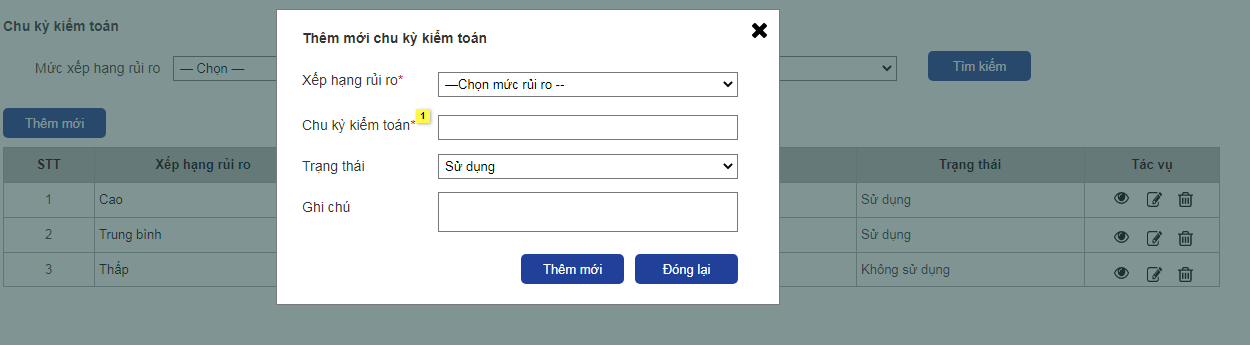 Chu kỳ kiểm toán
Mức xếp hạng rủi ro — Chọn — Tìm kiếm
Thêm mới
STT Xếp hạng rủi ro Trạng thái Tác vụ
1 Cao Sử dụng
2 Trung bình Sử dụng
3 Thấp Không sử dụng
Thêm mới chu kỳ kiểm toán
Xếp hạng rủi ro* —Chọn mức rủi ro --
Chu kỳ kiểm toán* 1
Trạng thái Sử dụng
Ghi chú
Thêm mới Đóng lại